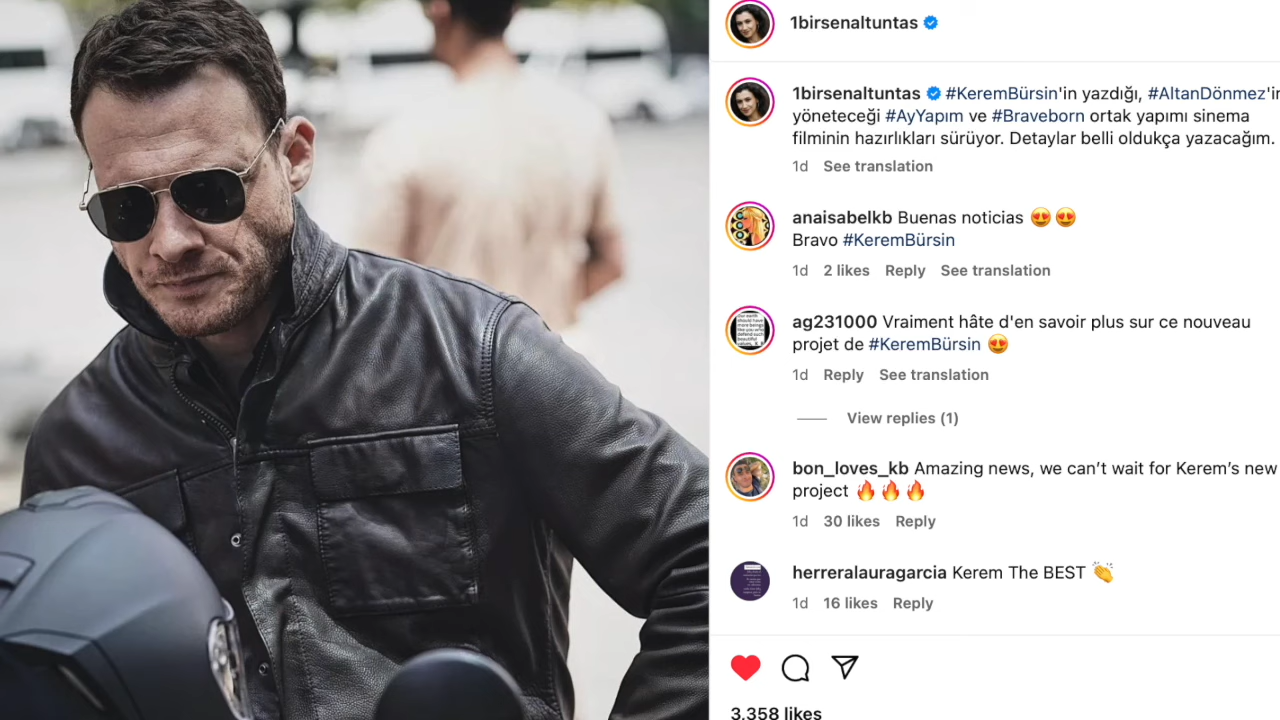 1birsenaltuntas
1birsenaltuntas #KeremBürsin'in yazdığı, #AltanDönmez'in
yöneteceği #AyYapım ve #Braveborn ortak yapımı sinema
filminin hazırlıkları sürüyor. Detaylar belli oldukça yazacağım.
1d See translation
anaisabelkb Buenas noticias 😍😍
Bravo #KeremBürsin
1d 2 likes Reply See translation
ag231000 Vraiment hâte d'en savoir plus sur ce nouveau
projet de #KeremBürsin 😍
1d Reply See translation
View replies (1)
bon_loves_kb Amazing news, we can’t wait for Kerem’s new
project 🔥🔥🔥
1d 30 likes Reply
herreralauragarcia Kerem The BEST 👏
1d 16 likes Reply
3,358 likes